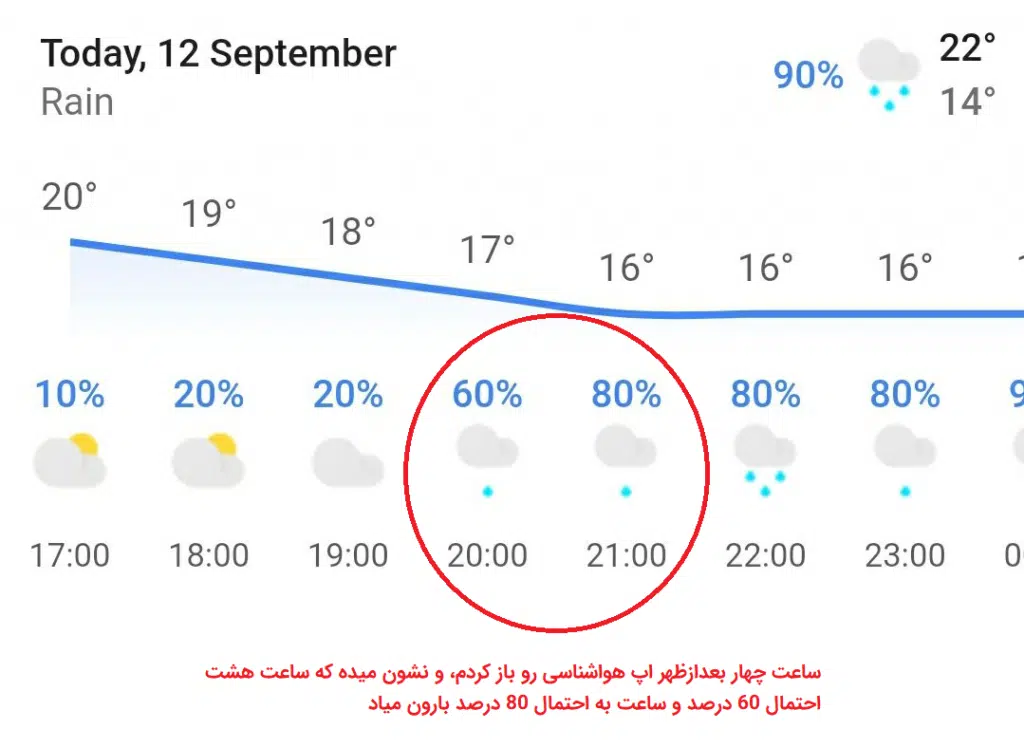 Today, 12 September
Rain
90%
22°
14°
20° 19° 18° 17° 16° 16° 16°
10% 20% 20% 60% 80% 80% 80% 9
17:00 18:00 19:00 20:00 21:00 22:00 23:00 0
ساعت چهار بعدازظهر اپ هواشناسی رو باز کردم، و نشون میده که ساعت هشت
احتمال 60 درصد و ساعت به احتمال 80 درصد بارون میاد